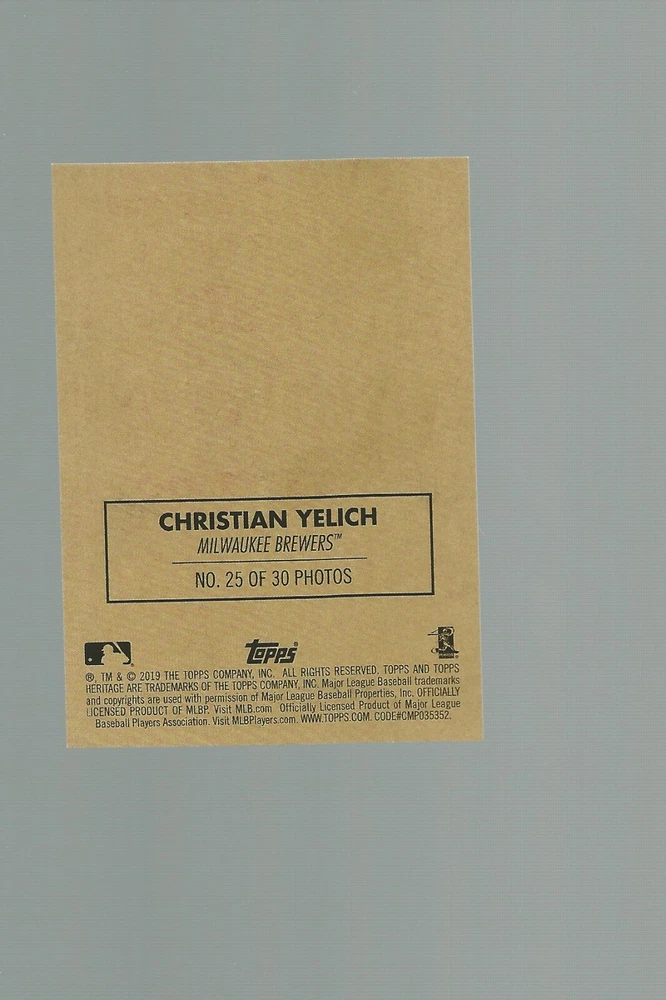 CHRISTIAN YELICH
MILWAUKEE BREWERS™
NO. 25 OF 30 PHOTOS
Topps®
®, TM & © 2019 THE TOPPS COMPANY, INC. ALL RIGHTS RESERVED. TOPPS AND TOPPS
HERITAGE ARE TRADEMARKS OF THE TOPPS COMPANY, INC. Major League Baseball trademarks
and copyrights are used with permission of Major League Baseball Properties, Inc. OFFICIALLY
LICENSED PRODUCT OF MLBP. Visit MLB.com Officially Licensed Product of Major League
Baseball Players Association. Visit MLBPlayers.com. WWW.TOPPS.COM. CODE#CMP035352.